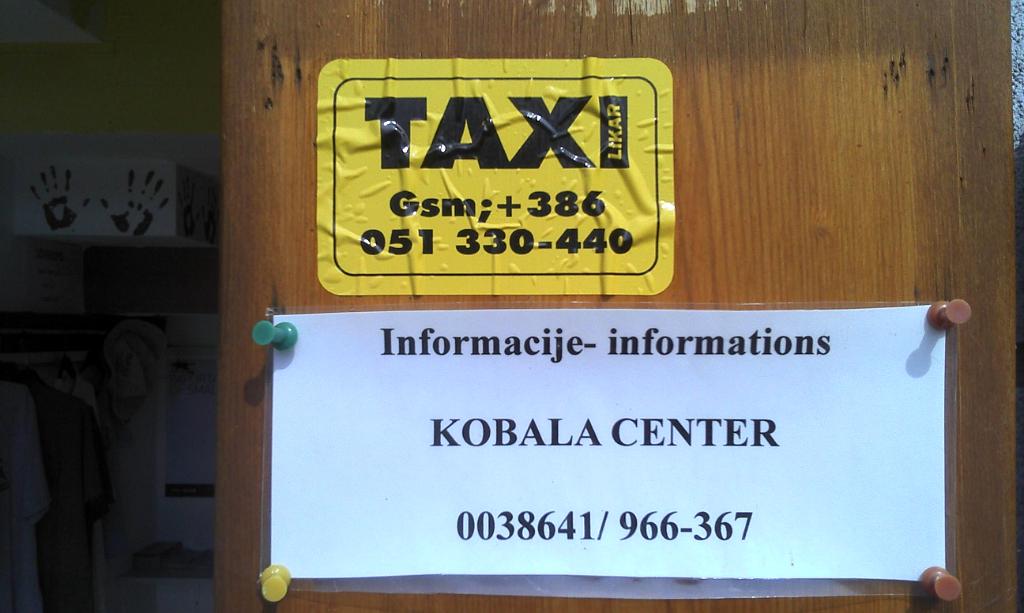 TAXI LIKAR
Gsm;+386
051 330-440
Informacije- informations
KOBALA CENTER
0038641/ 966-367